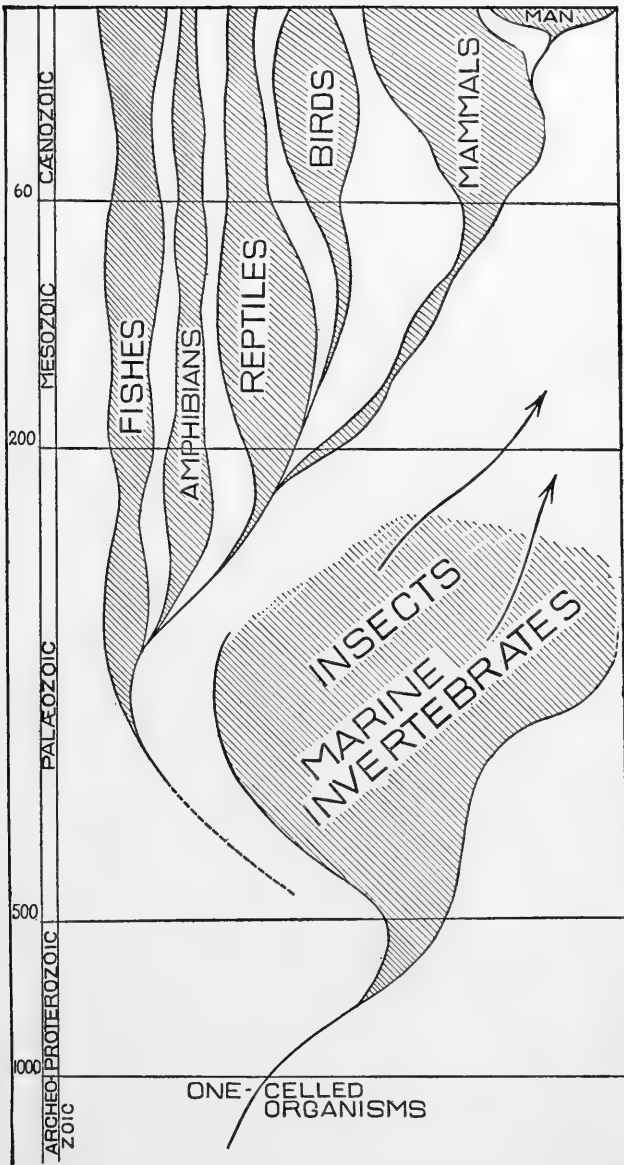 MAN
CÆNOZOIC
BIRDS
MAMMALS
60
MESOZOIC
FISHES
AMPHIBIANS
REPTILES
200
PALÆOZOIC
INSECTS
MARINE
INVERTEBRATES
500
PROTEROZOIC
1000
ARCHEO-
ZOIC
ONE-CELLED
ORGANISMS